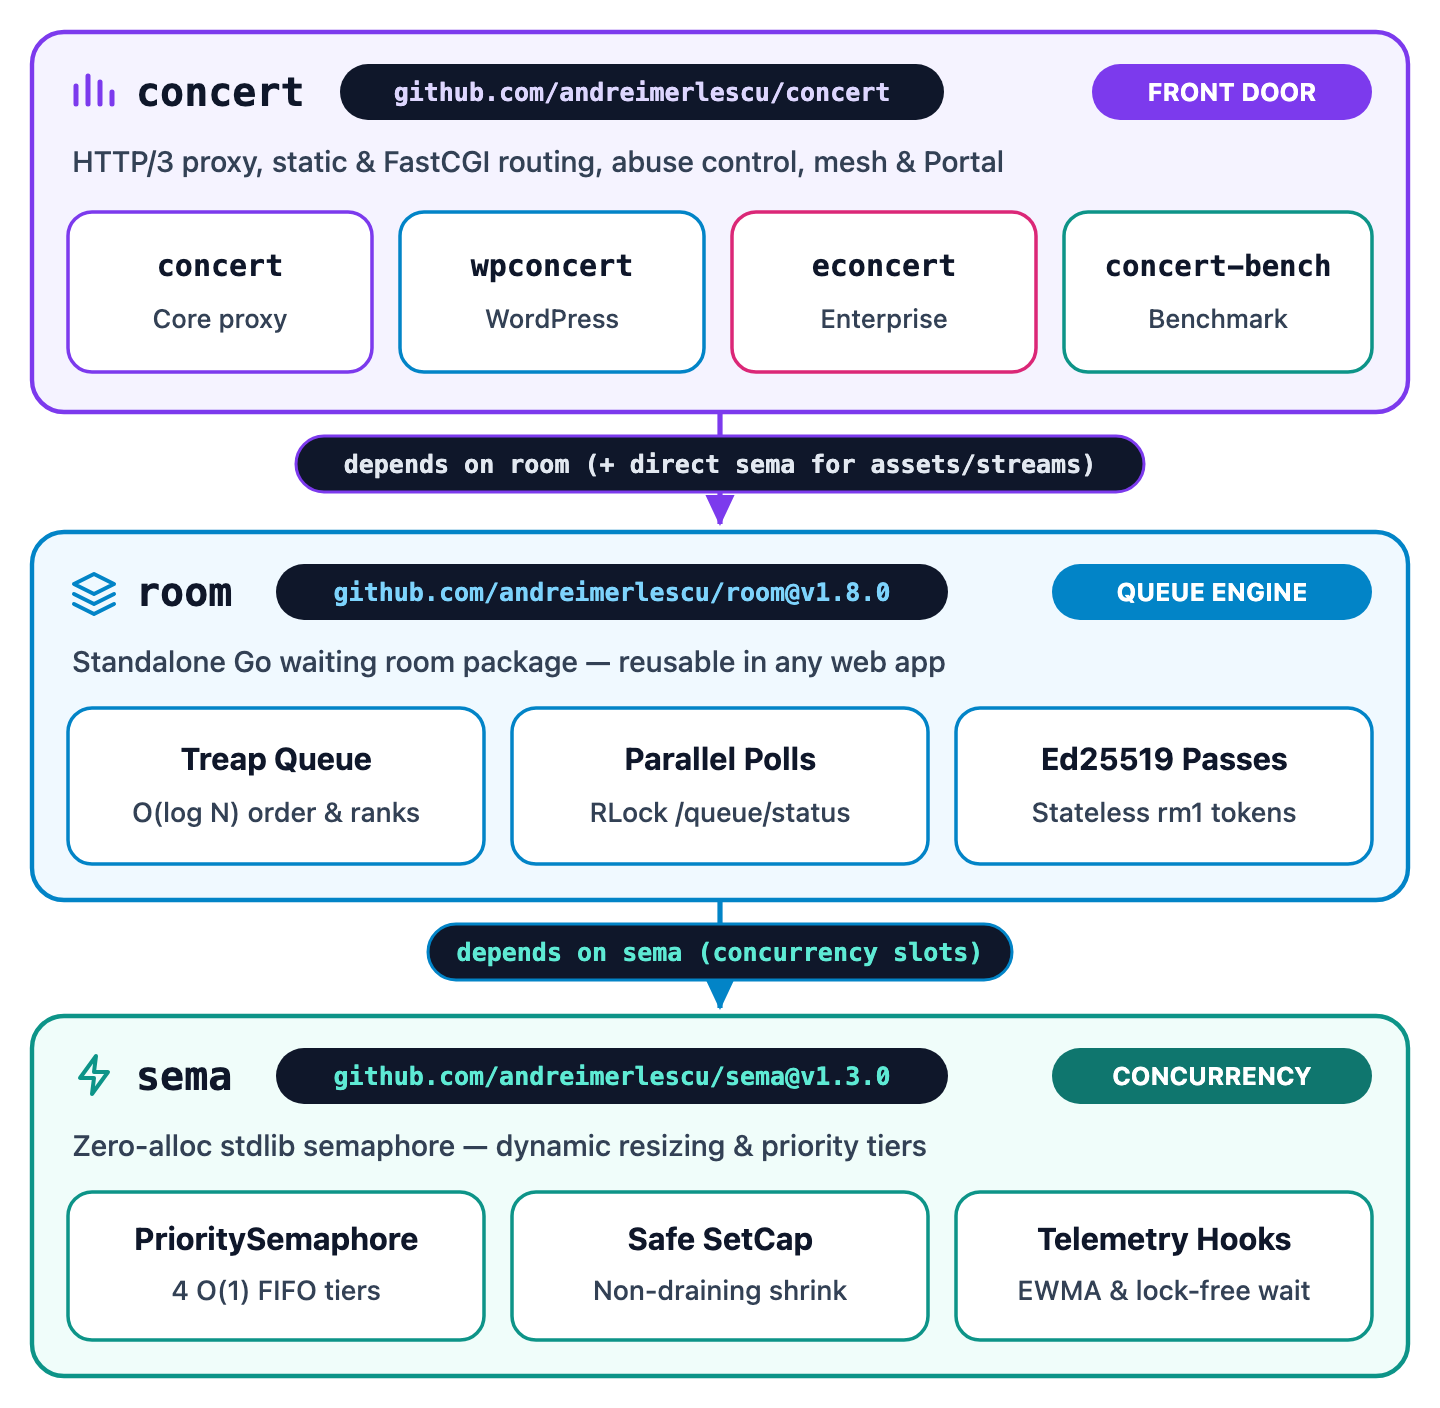 concert
github.com/andreimerlescu/concert
FRONT DOOR
HTTP/3 proxy, static & FastCGI routing, abuse control, mesh & Portal
concert
Core proxy
wpconcert
WordPress
econcert
Enterprise
concert-bench
Benchmark
depends on room (+ direct sema for assets/streams)
room
github.com/andreimerlescu/room@v1.8.0
QUEUE ENGINE
Standalone Go waiting room package — reusable in any web app
Treap Queue
O(log N) order & ranks
Parallel Polls
RLock /queue/status
Ed25519 Passes
Stateless rm1 tokens
depends on sema (concurrency slots)
sema
github.com/andreimerlescu/sema@v1.3.0
CONCURRENCY
Zero-alloc stdlib semaphore — dynamic resizing & priority tiers
PrioritySemaphore
4 O(1) FIFO tiers
Safe SetCap
Non-draining shrink
Telemetry Hooks
EWMA & lock-free wait